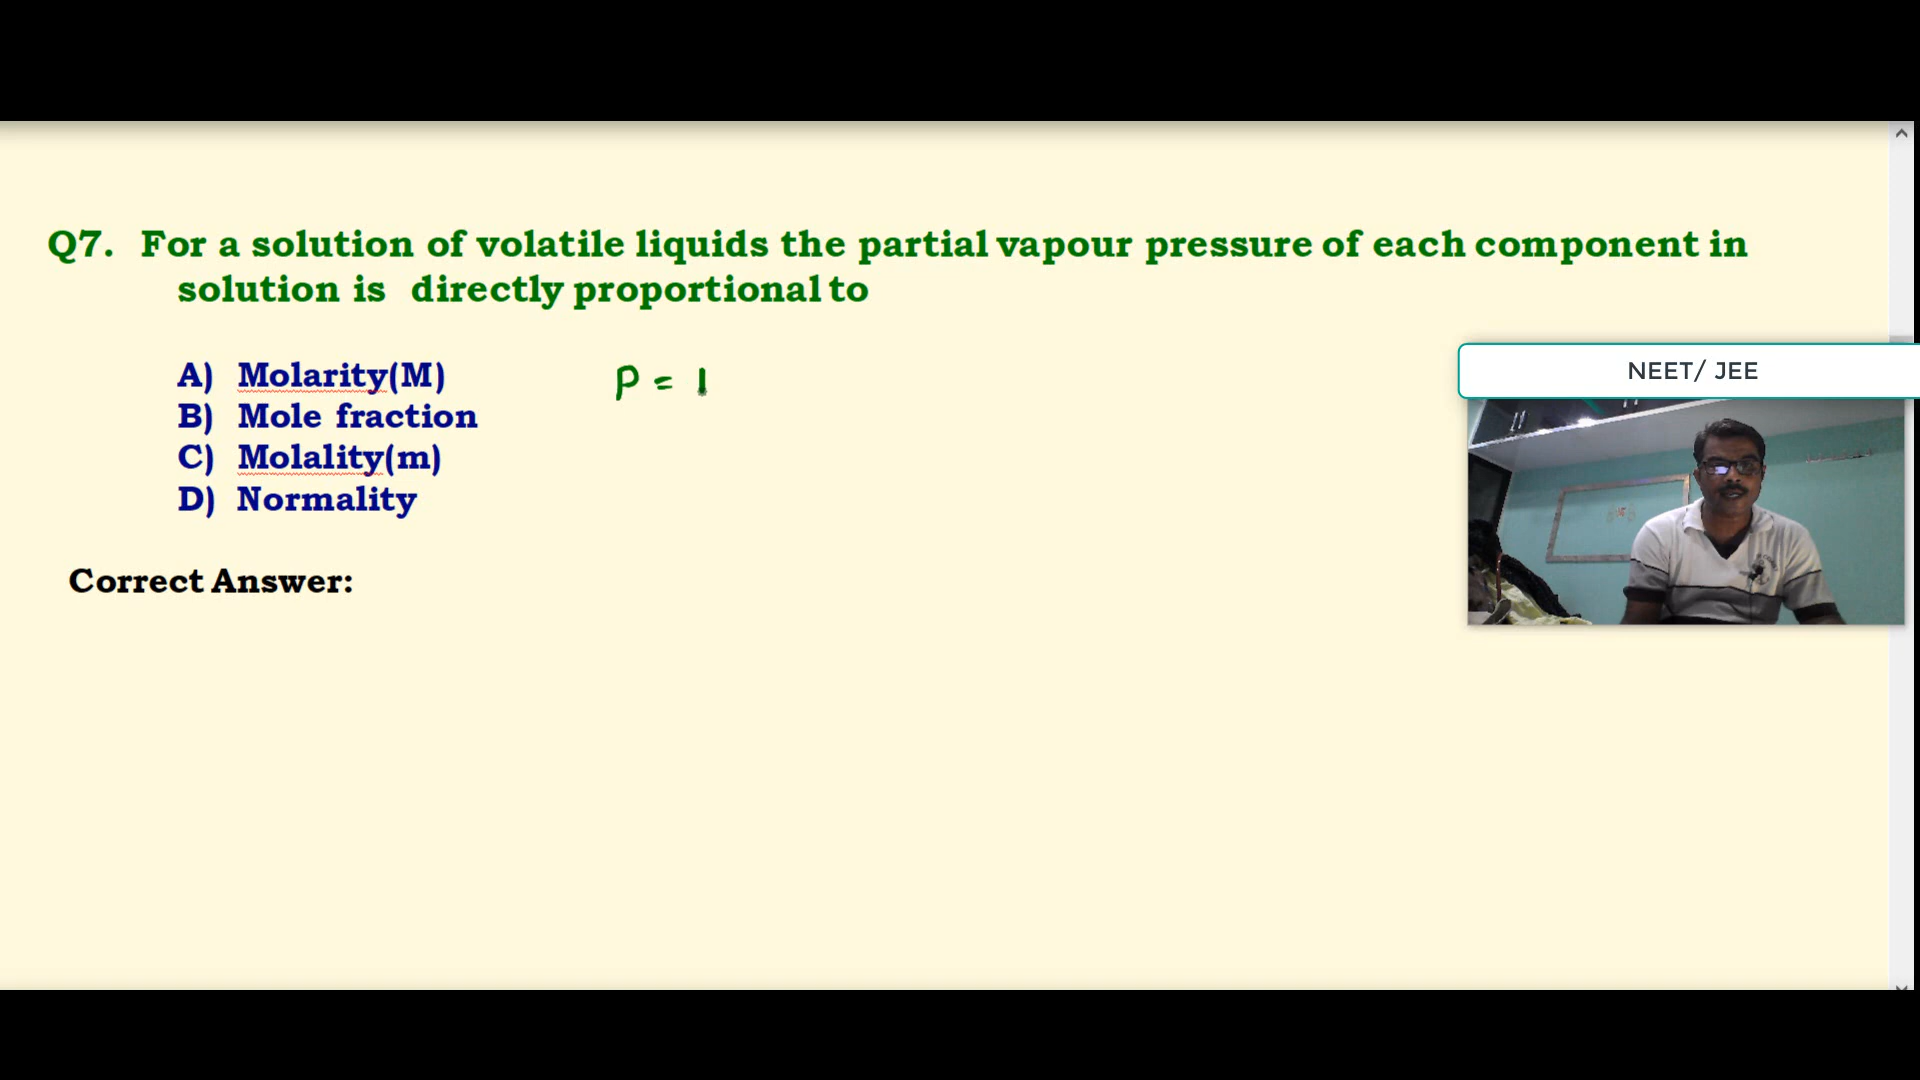 Q7. For a solution of volatile liquids the partial vapour pressure of each component in
solution is directly proportional to
A) Molarity(M)
B) Mole fraction
C) Molality(m)
D) Normality
P = 1
NEET/ JEE
Correct Answer: